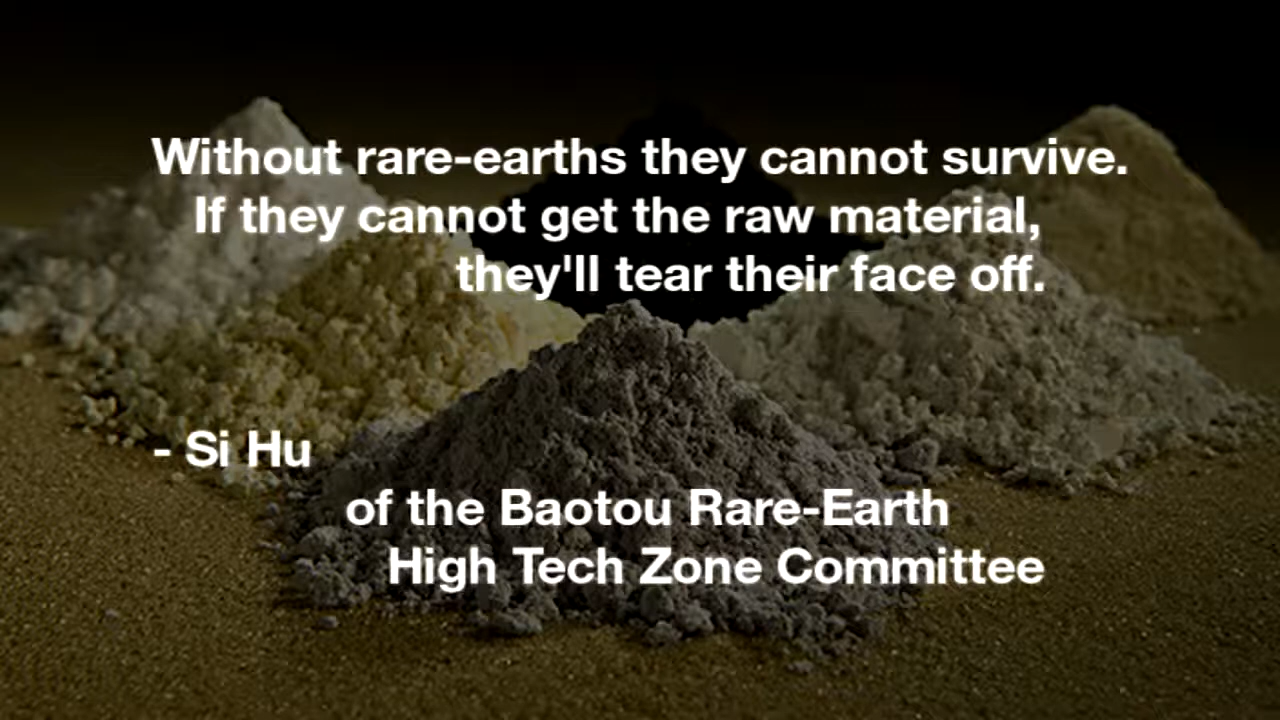 Without rare-earths they cannot survive.
If they cannot get the raw material,
they'll tear their face off.
- Si Hu
of the Baotou Rare-Earth
High Tech Zone Committee